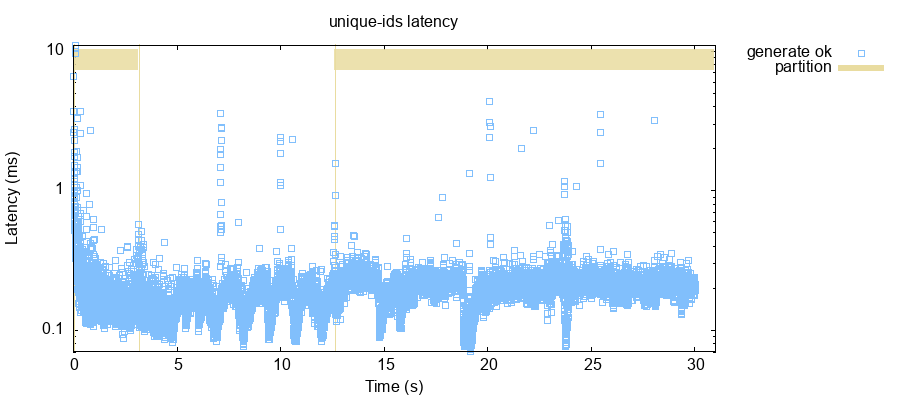 unique-ids latency
generate ok
partition
Latency (ms)
10
1
0.1
0 5 10 15 20 25 30
Time (s)